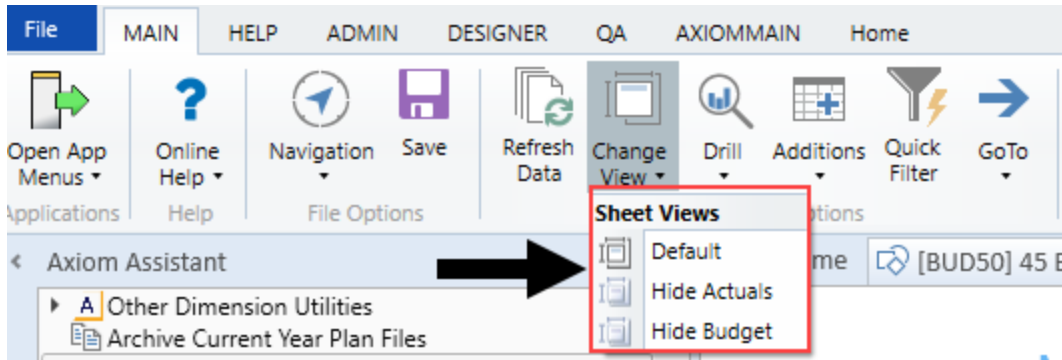 File MAIN HELP ADMIN DESIGNER QA AXIOMMAIN Home
Open App Menus
Online Help
Navigation
Save
Refresh Data
Change View
Drill
Additions
Quick Filter
GoTo
Applications Help File Options
Sheet Views
Default
Hide Actuals
Hide Budget
Axiom Assistant
[BUD50] 45
Other Dimension Utilities
Archive Current Year Plan Files